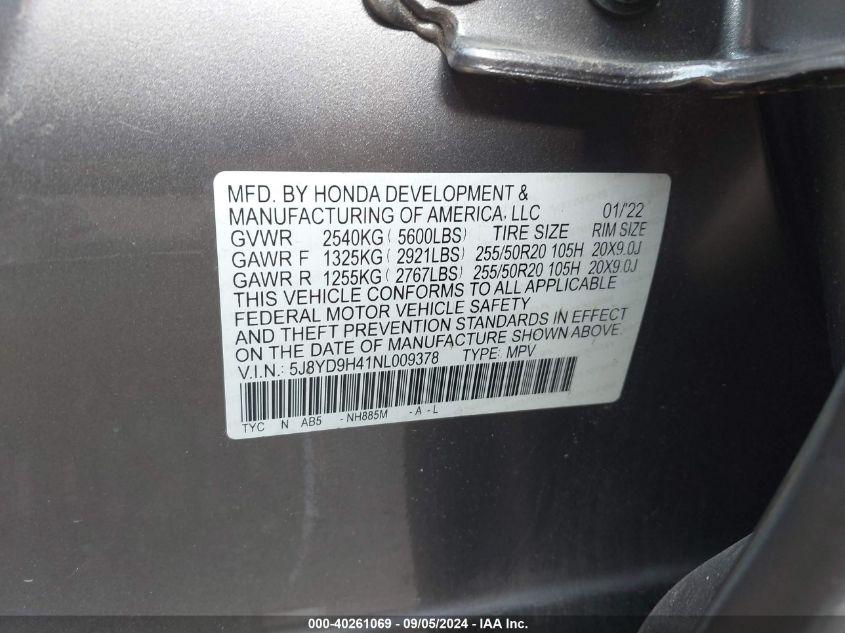 MFD. BY HONDA DEVELOPMENT &
MANUFACTURING OF AMERICA, LLC 01/'22
GVWR 2540KG ( 5600LBS) TIRE SIZE RIM SIZE
GAWR F 1325KG ( 2921LBS) 255/50R20 105H 20X9.0J
GAWR R 1255KG ( 2767LBS) 255/50R20 105H 20X9.0J
THIS VEHICLE CONFORMS TO ALL APPLICABLE
FEDERAL MOTOR VEHICLE SAFETY
AND THEFT PREVENTION STANDARDS IN EFFECT
ON THE DATE OF MANUFACTURE SHOWN ABOVE.
V.I.N.: 5J8YD9H41NL009378 TYPE: MPV
TYC N AB5 - NH885M - A - L
000-40261069 - 09/05/2024 - IAA Inc.